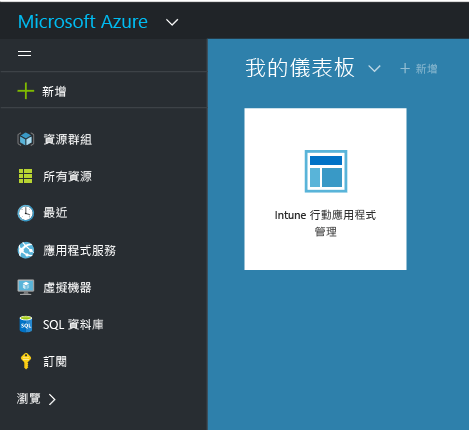 Microsoft Azure
我的儀表板
新增
新增
資源群組
所有資源
最近
應用程式服務
虛擬機器
SQL 資料庫
訂閱
瀏覽
Intune 行動應用程式
管理